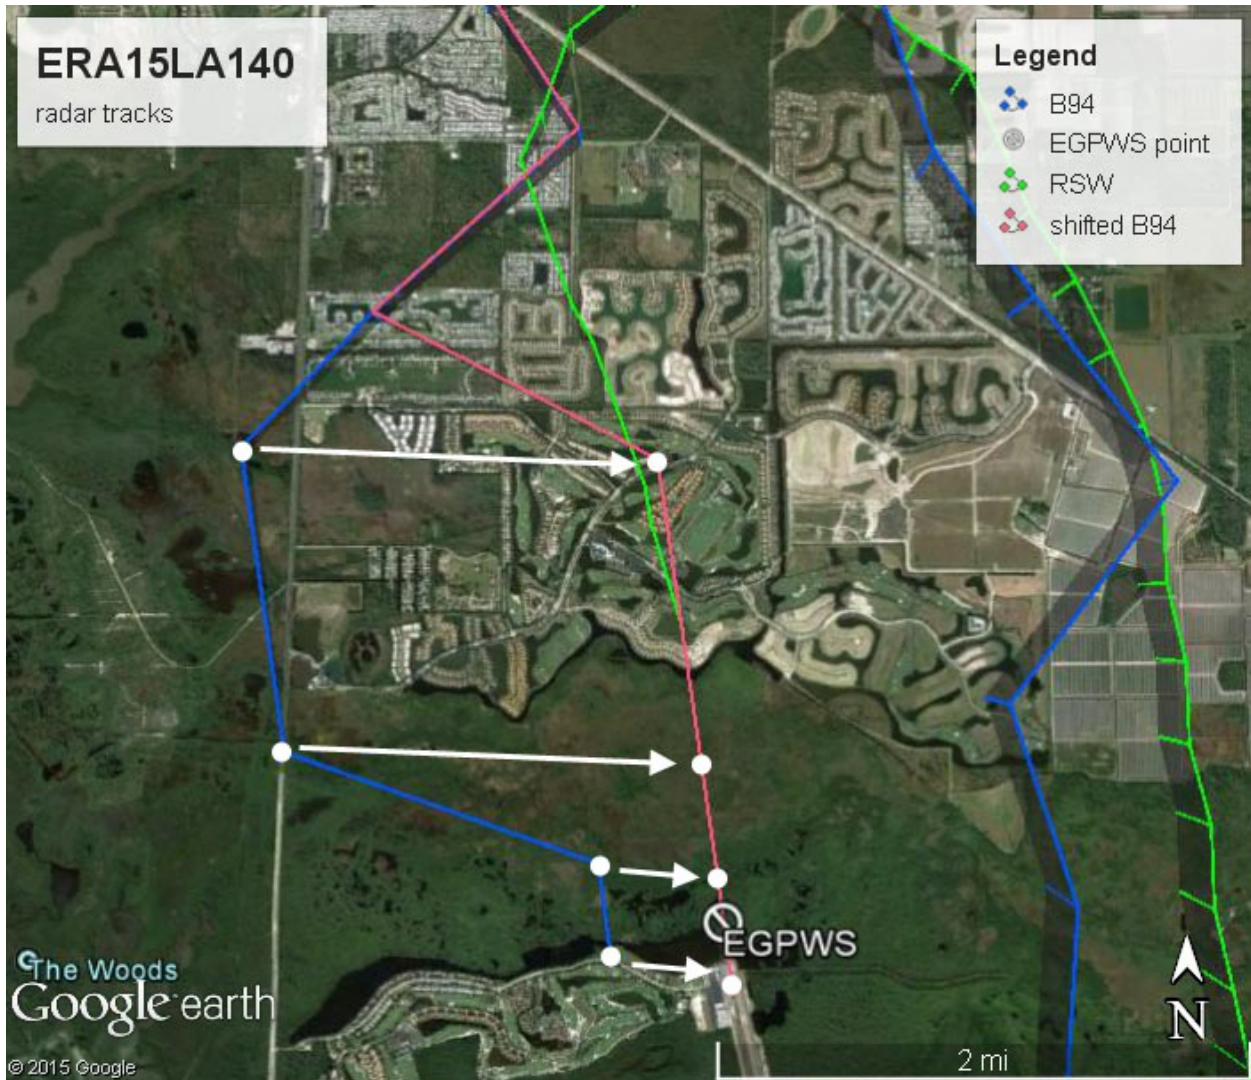 ERA15LA140
radar tracks
Legend
B94
EGPWS point
RSW
shifted B94
EGPWS
The Woods
Google earth
N
© 2015 Google
2 mi